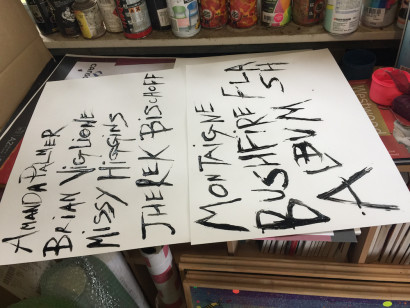 AMANDA PALMER
BRIAN VIGLIONE
MISSY HIGGINS
JHEREK BISCHOFF
MONTAIGNE
BUSHFIRE FLA
SH
ALBUM